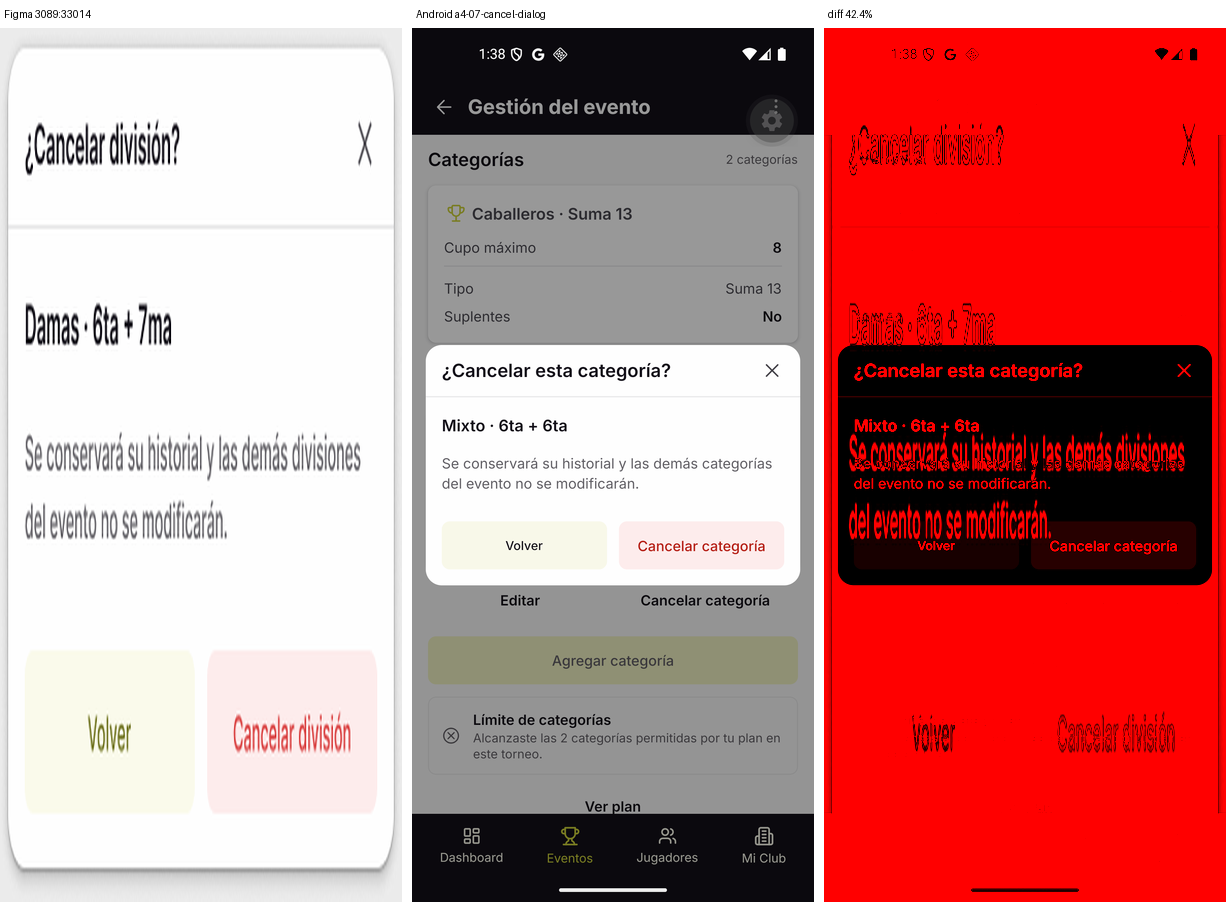 Figma 3089:33014
¿Cancelar división?
Damas · 6ta + 7ma
Se conservará su historial y las demás divisiones
del evento no se modificarán.
Volver
Cancelar división
Android a4-07-cancel-dialog
1:38
Gestión del evento
Categorías
2 categorías
Caballeros · Suma 13
Cupo máximo
8
Tipo
Suma 13
Suplentes
No
¿Cancelar esta categoría?
Mixto · 6ta + 6ta
Se conservará su historial y las demás categorías
del evento no se modificarán.
Volver
Cancelar categoría
Editar
Cancelar categoría
Agregar categoría
Límite de categorías
Alcanzaste las 2 categorías permitidas por tu plan en
este torneo.
Ver plan
Dashboard
Eventos
Jugadores
Mi Club
diff 42.4%
1:38
¿Cancelar división?
Damas · 6ta + 7ma
¿Cancelar esta categoría?
Mixto · 6ta + 6ta
Se conservará su historial y las demás divisiones
del evento no se modificarán.
del evento no se modificarán.
Volver
Cancelar categoría
Volver
Cancelar división